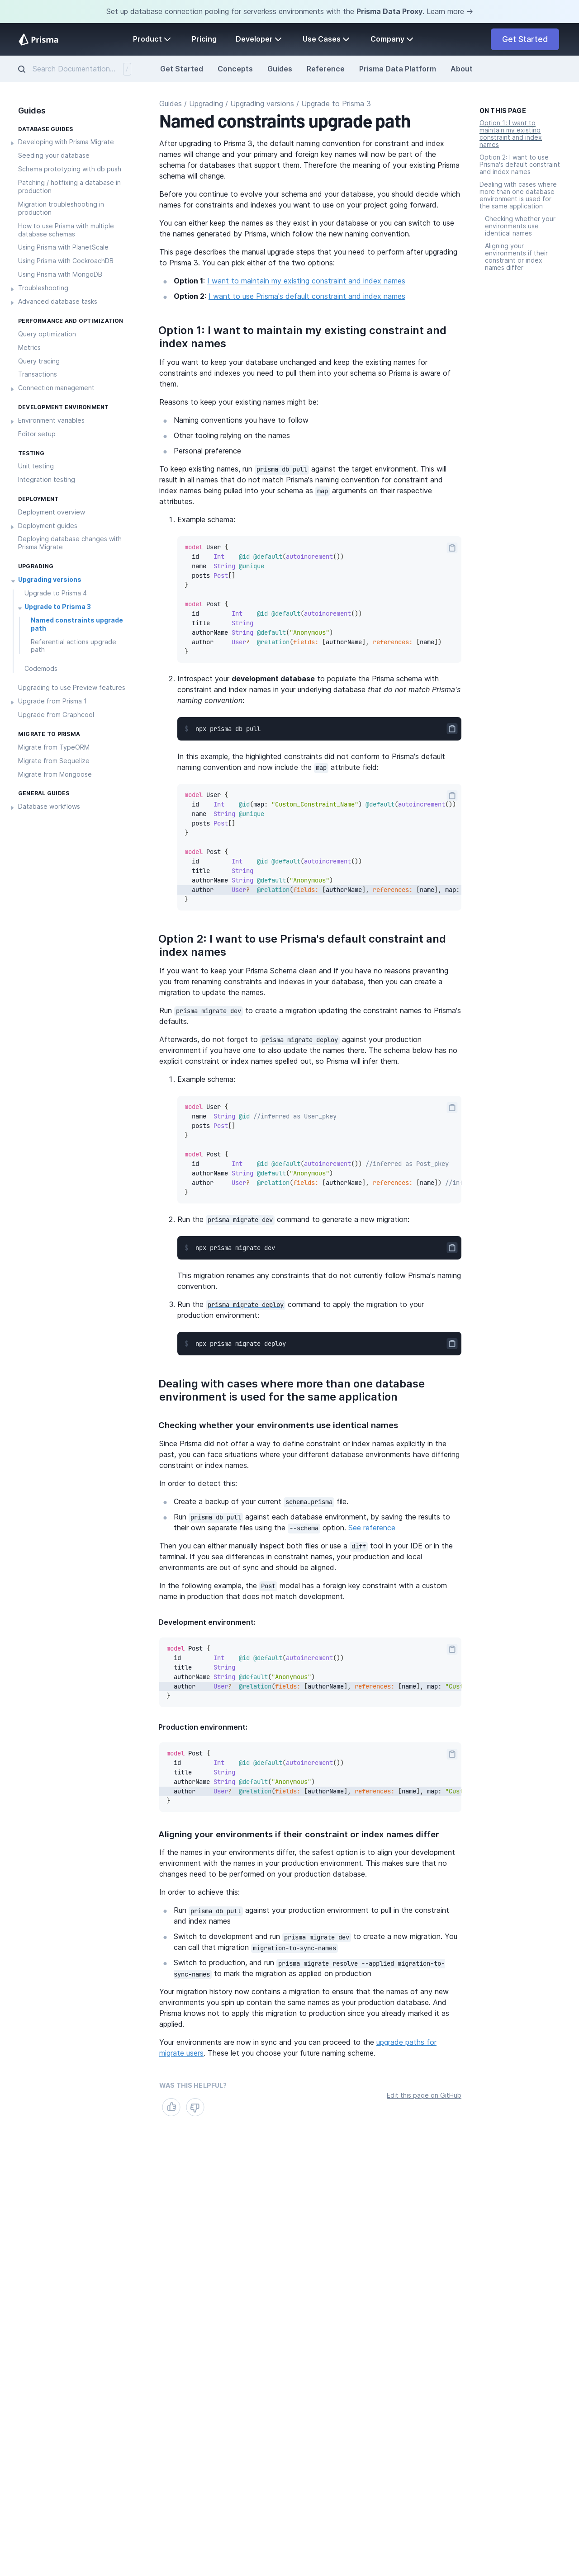 Set up database connection pooling for serverless environments with the Prisma Data Proxy. Learn more →
Prisma
Product
Pricing
Developer
Use Cases
Company
Get Started
Search Documentation...
/
Get Started
Concepts
Guides
Reference
Prisma Data Platform
About
Guides
DATABASE GUIDES
Developing with Prisma Migrate
Seeding your database
Schema prototyping with db push
Patching / hotfixing a database in
production
Migration troubleshooting in
production
How to use Prisma with multiple
database schemas
Using Prisma with PlanetScale
Using Prisma with CockroachDB
Using Prisma with MongoDB
Troubleshooting
Advanced database tasks
PERFORMANCE AND OPTIMIZATION
Query optimization
Metrics
Query tracing
Transactions
Connection management
DEVELOPMENT ENVIRONMENT
Environment variables
Editor setup
TESTING
Unit testing
Integration testing
DEPLOYMENT
Deployment overview
Deployment guides
Deploying database changes with
Prisma Migrate
UPGRADING
Upgrading versions
Upgrade to Prisma 4
Upgrade to Prisma 3
Named constraints upgrade
path
Referential actions upgrade
path
Codemods
Upgrading to use Preview features
Upgrade from Prisma 1
Upgrade from Graphcool
MIGRATE TO PRISMA
Migrate from TypeORM
Migrate from Sequelize
Migrate from Mongoose
GENERAL GUIDES
Database workflows
Guides / Upgrading / Upgrading versions / Upgrade to Prisma 3
Named constraints upgrade path
After upgrading to Prisma 3, the default naming convention for constraint and index
names will change and your primary and foreign key names will now be part of the
schema for databases that support them. Therefore the meaning of your existing Prisma
schema will change.
Before you continue to evolve your schema and your database, you should decide which
names for constraints and indexes you want to use on your project going forward.
You can either keep the names as they exist in your database or you can switch to use
the names generated by Prisma, which follow the new naming convention.
This page describes the manual upgrade steps that you need to perform after upgrading
to Prisma 3. You can pick either of the two options:
Option 1: I want to maintain my existing constraint and index names
Option 2: I want to use Prisma's default constraint and index names
Option 1: I want to maintain my existing constraint and
index names
If you want to keep your database unchanged and keep the existing names for
constraints and indexes you need to pull them into your schema so Prisma is aware of
them.
Reasons to keep your existing names might be:
Naming conventions you have to follow
Other tooling relying on the names
Personal preference
To keep existing names, run prisma db pull against the target environment. This will
result in all names that do not match Prisma's naming convention for constraint and
index names being pulled into your schema as map arguments on their respective
attributes.
1. Example schema:
model User {
id Int @id @default(autoincrement())
name String @unique
posts Post[]
}
model Post {
id Int @id @default(autoincrement())
title String
authorName String @default("Anonymous")
author User? @relation(fields: [authorName], references: [name])
}
2. Introspect your development database to populate the Prisma schema with
constraint and index names in your underlying database that do not match Prisma's
naming convention:
$ npx prisma db pull
In this example, the highlighted constraints did not conform to Prisma's default
naming convention and now include the map attribute field:
model User {
id Int @id(map: "Custom_Constraint_Name") @default(autoincrement())
name String @unique
posts Post[]
}
model Post {
id Int @id @default(autoincrement())
title String
authorName String @default("Anonymous")
author User? @relation(fields: [authorName], references: [name], map:
}
Option 2: I want to use Prisma's default constraint and
index names
If you want to keep your Prisma Schema clean and if you have no reasons preventing
you from renaming constraints and indexes in your database, then you can create a
migration to update the names.
Run prisma migrate dev to create a migration updating the constraint names to Prisma's
defaults.
Afterwards, do not forget to prisma migrate deploy against your production
environment if you have one to also update the names there. The schema below has no
explicit constraint or index names spelled out, so Prisma will infer them.
1. Example schema:
model User {
name String @id //inferred as User_pkey
posts Post[]
}
model Post {
id Int @id @default(autoincrement()) //inferred as Post_pkey
authorName String @default("Anonymous")
author User? @relation(fields: [authorName], references: [name]) //inf
}
2. Run the prisma migrate dev command to generate a new migration:
$ npx prisma migrate dev
This migration renames any constraints that do not currently follow Prisma's naming
convention.
3. Run the prisma migrate deploy command to apply the migration to your
production environment:
$ npx prisma migrate deploy
Dealing with cases where more than one database
environment is used for the same application
Checking whether your environments use identical names
Since Prisma did not offer a way to define constraint or index names explicitly in the
past, you can face situations where your different database environments have differing
constraint or index names.
In order to detect this:
Create a backup of your current schema.prisma file.
Run prisma db pull against each database environment, by saving the results to
their own separate files using the --schema option. See reference
Then you can either manually inspect both files or use a diff tool in your IDE or in the
terminal. If you see differences in constraint names, your production and local
environments are out of sync and should be aligned.
In the following example, the Post model has a foreign key constraint with a custom
name in production that does not match development.
Development environment:
model Post {
id Int @id @default(autoincrement())
title String
authorName String @default("Anonymous")
author User? @relation(fields: [authorName], references: [name], map: "Cust
}
Production environment:
model Post {
id Int @id @default(autoincrement())
title String
authorName String @default("Anonymous")
author User? @relation(fields: [authorName], references: [name], map: "Cust
}
Aligning your environments if their constraint or index names differ
If the names in your environments differ, the safest option is to align your development
environment with the names in your production environment. This makes sure that no
changes need to be performed on your production database.
In order to achieve this:
Run prisma db pull against your production environment to pull in the constraint
and index names
Switch to development and run prisma migrate dev to create a new migration. You
can call that migration migration-to-sync-names
Switch to production, and run prisma migrate resolve --applied migration-to-
sync-names to mark the migration as applied on production
Your migration history now contains a migration to ensure that the names of any new
environments you spin up contain the same names as your production database. And
Prisma knows not to apply this migration to production since you already marked it as
applied.
Your environments are now in sync and you can proceed to the upgrade paths for
migrate users. These let you choose your future naming scheme.
WAS THIS HELPFUL?
Edit this page on GitHub
ON THIS PAGE
Option 1: I want to
maintain my existing
constraint and index
names
Option 2: I want to use
Prisma's default constraint
and index names
Dealing with cases where
more than one database
environment is used for
the same application
Checking whether your
environments use
identical names
Aligning your
environments if their
constraint or index
names differ